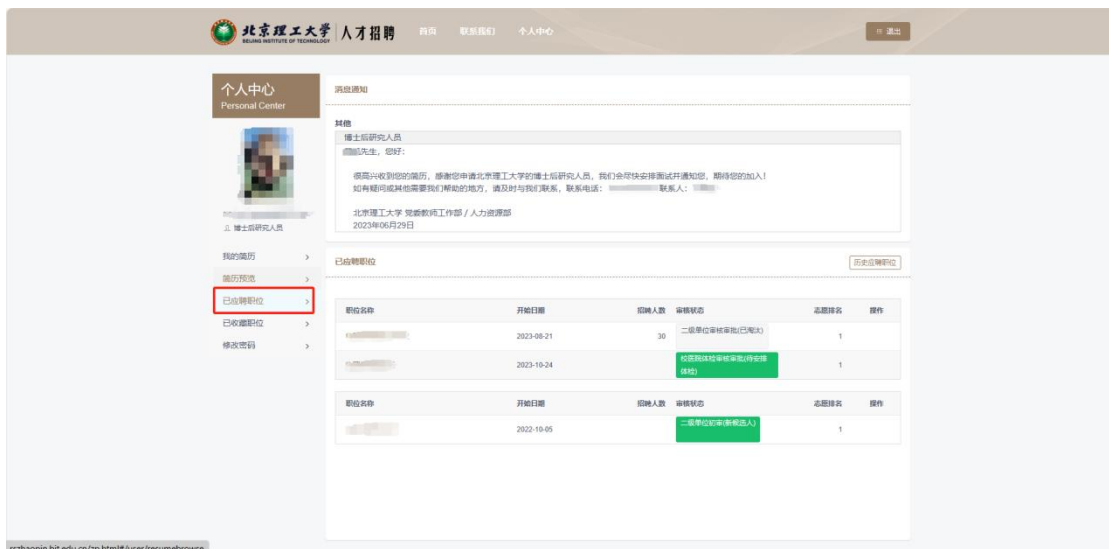 北京理工大学 人才招聘
BEIJING INSTITUTE OF TECHNOLOGY
首页 联系我们 个人中心
退出
个人中心
Personal Center
博士后研究人员
我的简历
简历预览
已应聘职位
已收藏职位
修改密码
消息通知
其他
博士后研究人员
先生，您好：
很高兴收到您的简历，感谢您申请北京理工大学的博士后研究人员，我们会尽快安排面试并通知您，期待您的加入！
如有疑问或其他需要我们帮助的地方，请及时与我们联系，联系电话： 联系人：
北京理工大学 党委教师工作部 / 人力资源部
2023年06月29日
已应聘职位 历史应聘职位
职位名称 开始日期 招聘人数 审核状态 志愿排名 操作
2023-08-21 30 二级单位审核审批(已淘汰) 1
2023-10-24 校医院体检审核审批(待安排体检) 1
职位名称 开始日期 招聘人数 审核状态 志愿排名 操作
2022-10-05 二级单位初审(新候选人) 1
rszhaopin.bit.edu.cn/zp.html#/user/resumebrowse